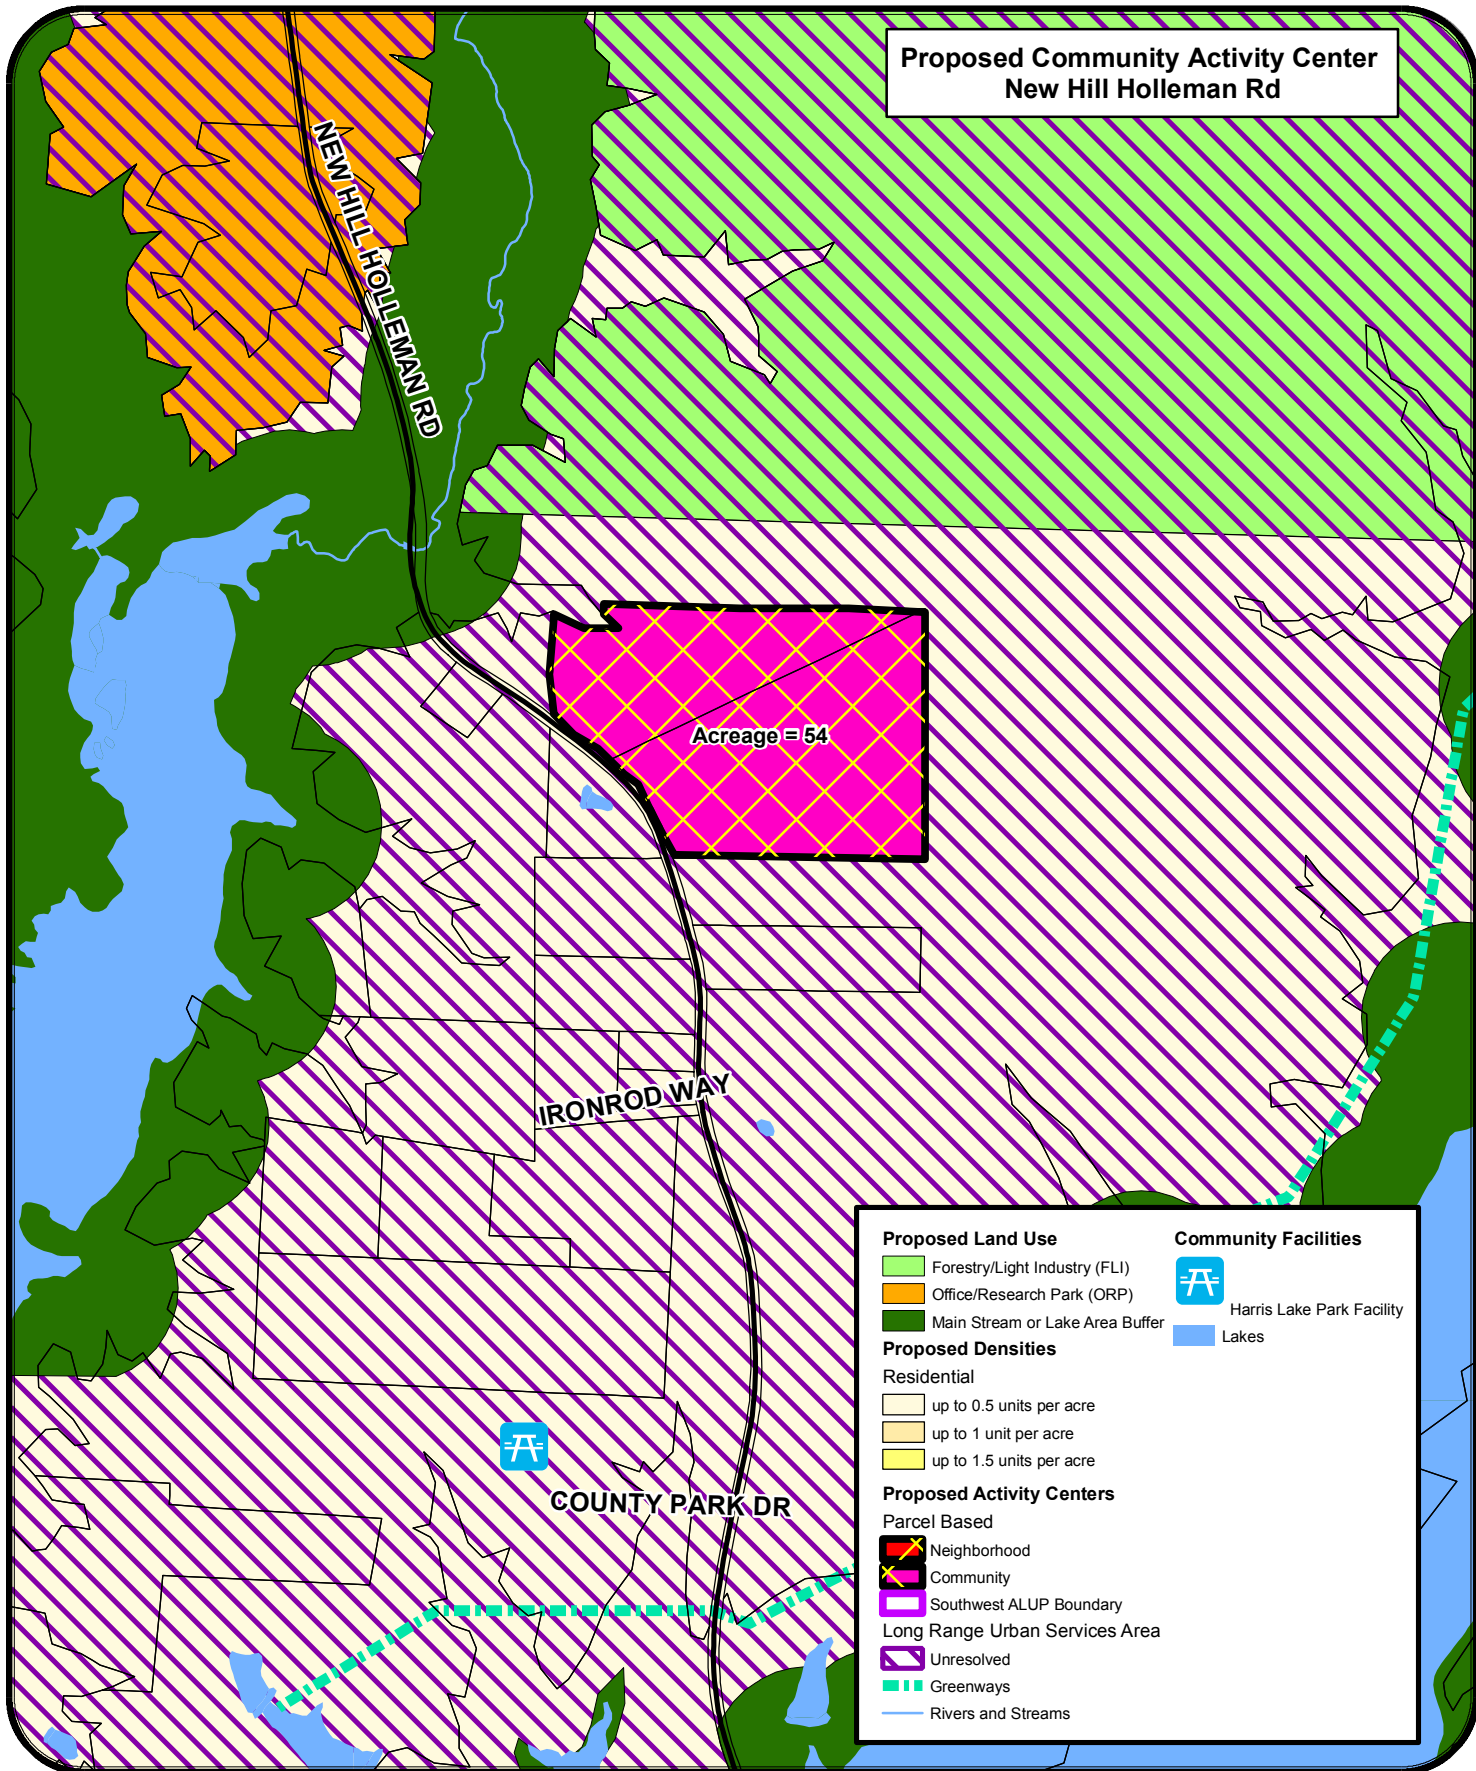 Proposed Community Activity Center
New Hill Holleman Rd
NEW HILL HOLLEMAN RD
Acreage = 54
IRONROD WAY
COUNTY PARK DR
Proposed Land Use
Forestry/Light Industry (FLI)
Office/Research Park (ORP)
Main Stream or Lake Area Buffer
Proposed Densities
Residential
up to 0.5 units per acre
up to 1 unit per acre
up to 1.5 units per acre
Proposed Activity Centers
Parcel Based
Neighborhood
Community
Southwest ALUP Boundary
Long Range Urban Services Area
Unresolved
Greenways
Rivers and Streams
Community Facilities
Harris Lake Park Facility
Lakes